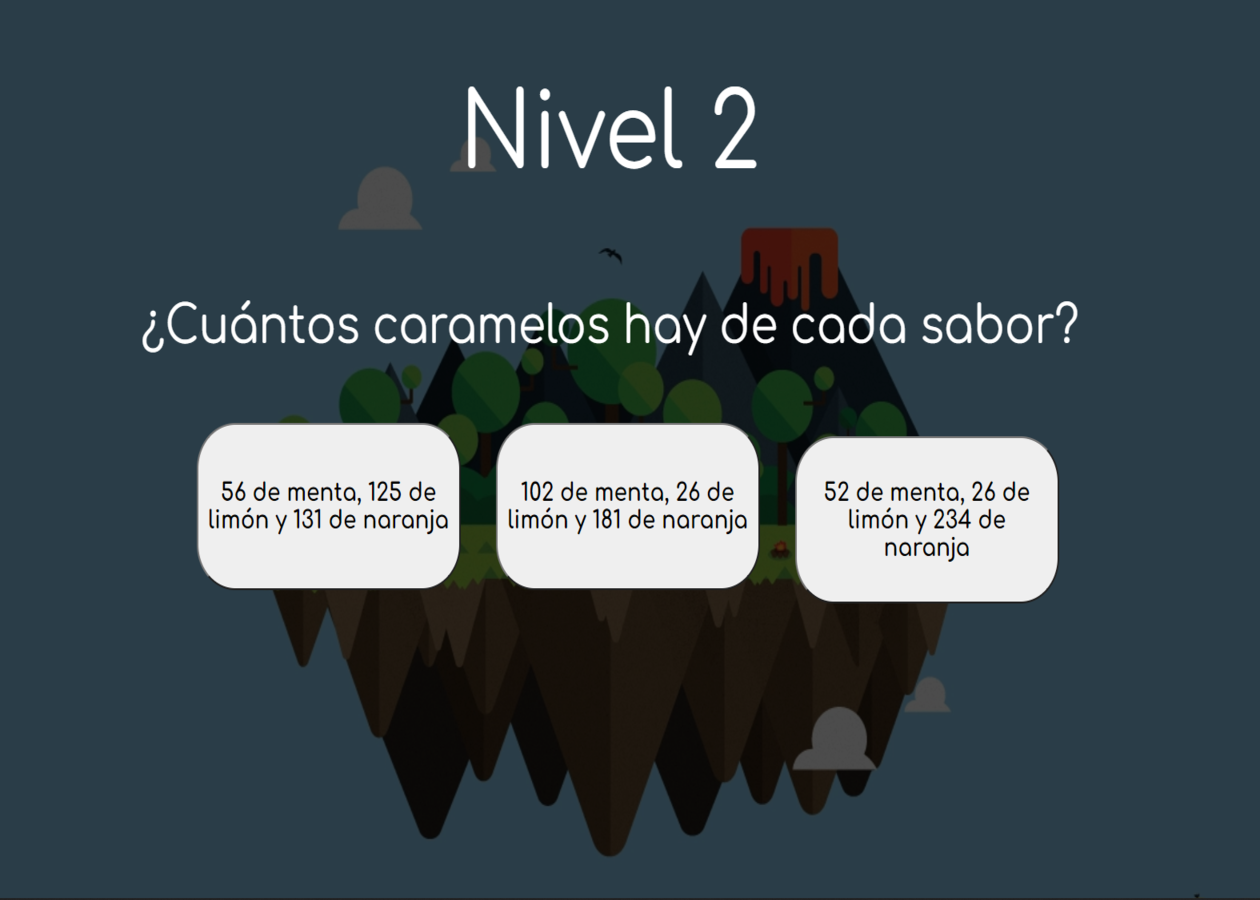 Nivel 2
¿Cuántos caramelos hay de cada sabor?
56 de menta, 125 de
limón y 131 de naranja
102 de menta, 26 de
limón y 181 de naranja
52 de menta, 26 de
limón y 234 de
naranja